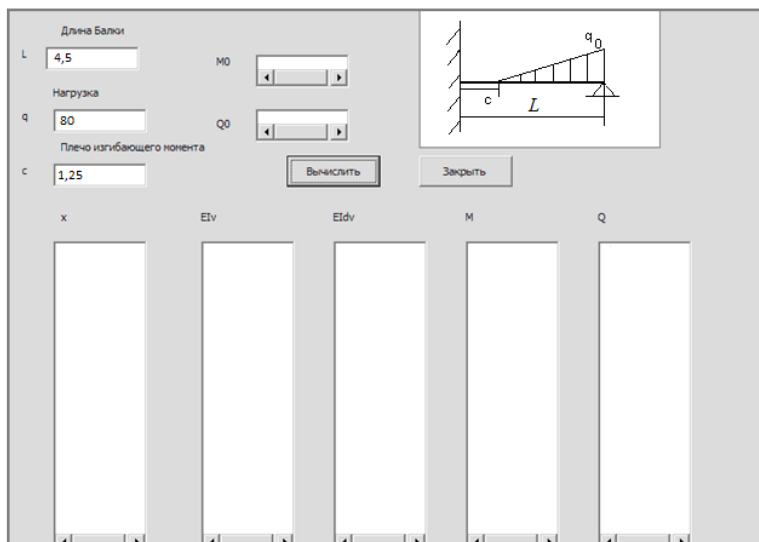 Длина Балки
L 4,5
M0
Нагрузка
q 80
Q0
Плечо изгибающего момента
c 1,25
Вычислить
Закрыть
q0
c
L
x EIv EIdv M Q